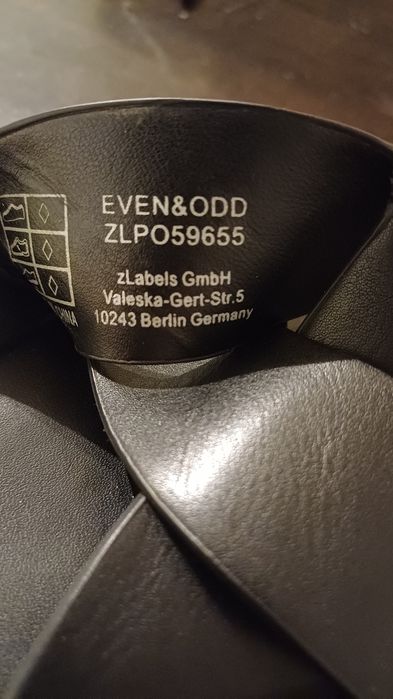 EVEN&ODD
ZLPO59655
zLabels GmbH
Valeska-Gert-Str.5
10243 Berlin Germany